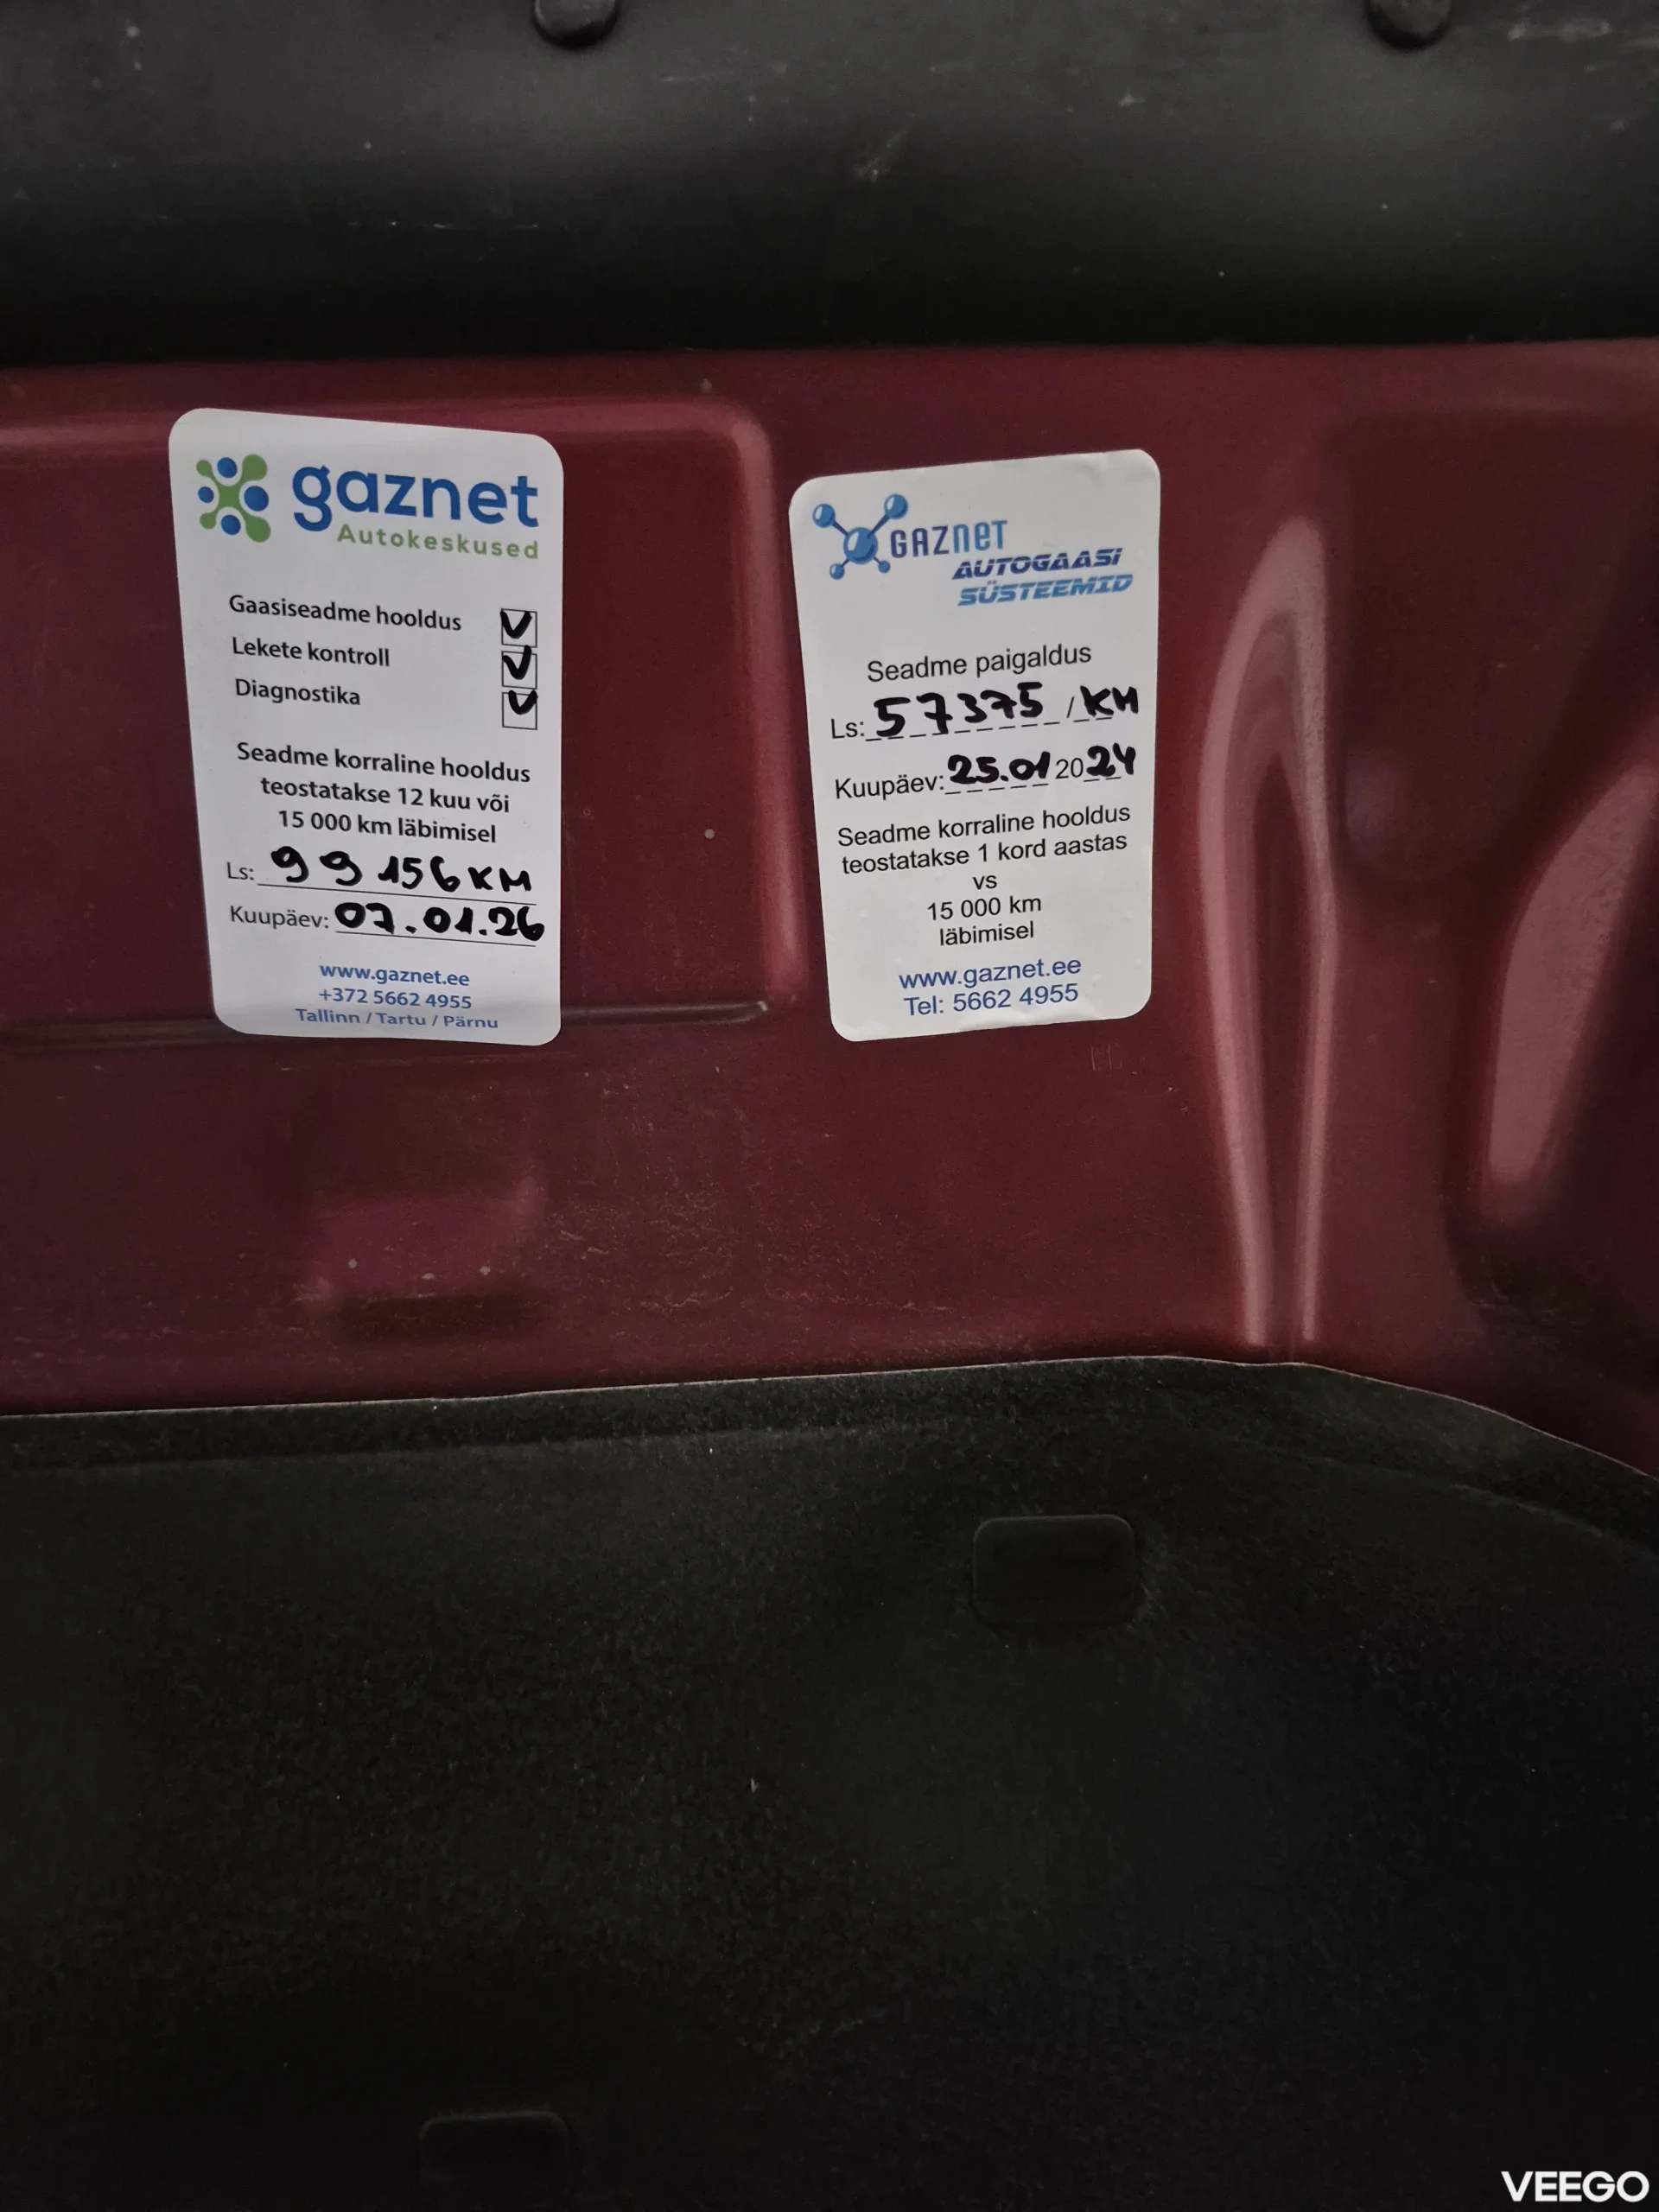 gaznet
Autokeskused
Gaasiseadme hooldus
Lekete kontroll
Diagnostika
Seadme korraline hooldus
teostatakse 12 kuu või
15 000 km läbimisel
Ls: 99 156 KM
Kuupäev: 07.01.26
www.gaznet.ee
+372 5662 4955
Tallinn / Tartu / Pärnu
GAZNET
AUTOGAASI
SÜSTEEMID
Seadme paigaldus
Ls: 57375 / KM
Kuupäev: 25.01 2024
Seadme korraline hooldus
teostatakse 1 kord aastas
vs
15 000 km
läbimisel
www.gaznet.ee
Tel: 5662 4955
VEEGO